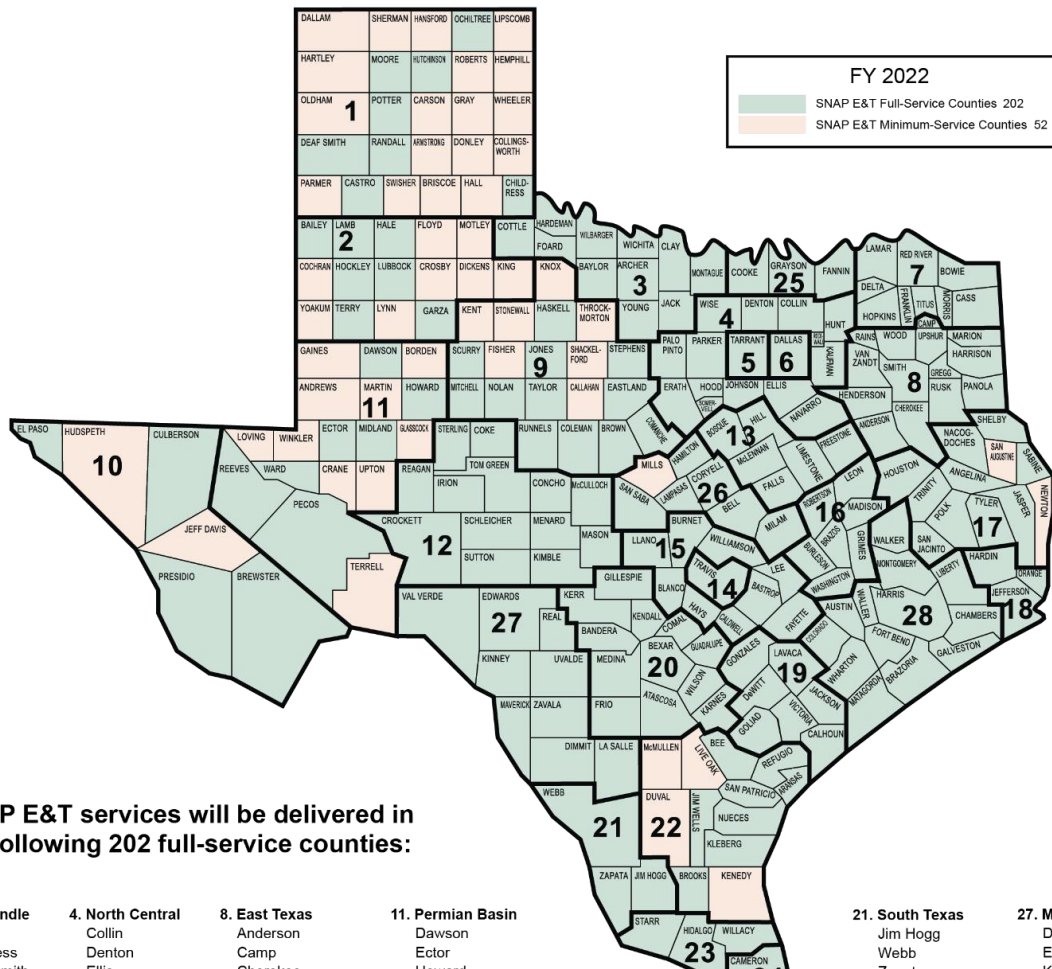 DALLAM SHERMAN HANSFORD OCHILTREE LIPSCOMB
HARTLEY MOORE HUTCHINSON ROBERTS HEMPHILL
FY 2022
SNAP E&T Full-Service Counties 202
SNAP E&T Minimum-Service Counties 52
OLDHAM 1 POTTER CARSON GRAY WHEELER
DEAF SMITH RANDALL ARMSTRONG DONLEY COLLINGS-
WORTH
PARMER CASTRO SWISHER BRISCOE HALL CHILD-
RESS
BAILEY LAMB HALE FLOYD MOTLEY COTTLE HARDEMAN
2 FOARD WILBARGER WICHITA CLAY
COCHRAN HOCKLEY LUBBOCK CROSBY DICKENS KING KNOX BAYLOR ARCHER 3 MONTAGUE COOKE GRAYSON 25 FANNIN LAMAR RED RIVER 7 BOWIE
YOAKUM TERRY LYNN GARZA KENT STONEWALL HASKELL THROCK-
MORTON YOUNG JACK WISE 4 DENTON COLLIN HUNT DELTA HOPKINS FRANKLIN TITUS MORRIS CASS CAMP
GAINES DAWSON BORDEN SCURRY FISHER JONES 9 SHACKEL-
FORD STEPHENS PALO
PINTO PARKER TARRANT 5 DALLAS 6 ROCK-
WALL KAUFMAN RAINS WOOD UPSHUR MARION
VAN
ZANDT SMITH GREGG HARRISON 8 RUSK PANOLA
ANDREWS MARTIN 11 HOWARD MITCHELL NOLAN TAYLOR CALLAHAN EASTLAND ERATH HOOD SOMER-
VELL JOHNSON ELLIS NAVARRO HENDERSON CHEROKEE ANDERSON SHELBY
EL PASO HUDSPETH CULBERSON LOVING WINKLER ECTOR MIDLAND GLASSCOCK STERLING COKE RUNNELS COLEMAN BROWN COMANCHE HAMILTON BOSQUE HILL 13 McLENNAN LIMESTONE FREESTONE NACOG-
DOCHES SAN
AUGUSTINE SABINE
10 REEVES WARD CRANE UPTON REAGAN TOM GREEN IRION CONCHO McCULLOCH MILLS SAN SABA LAMPASAS CORYELL 26 BELL FALLS LEON HOUSTON ANGELINA NEWTON
PECOS ROBERTSON 16 MADISON TRINITY POLK TYLER 17 JASPER
JEFF DAVIS CROCKETT 12 SCHLEICHER MENARD MASON LLANO 15 BURNET WILLIAMSON MILAM BRAZOS BURLESON GRIMES WALKER SAN
JACINTO
PRESIDIO BREWSTER TERRELL SUTTON KIMBLE GILLESPIE BLANCO TRAVIS 14 LEE BASTROP WASHINGTON MONTGOMERY LIBERTY HARDIN ORANGE
VAL VERDE EDWARDS 27 REAL KERR KENDALL HAYS CALDWELL FAYETTE AUSTIN WALLER HARRIS 28 CHAMBERS JEFFERSON 18
BANDERA COMAL GUADALUPE GONZALES COLORADO FORT BEND GALVESTON
KINNEY UVALDE MEDINA BEXAR 20 WILSON LAVACA 19 WHARTON BRAZORIA MATAGORDA
MAVERICK ZAVALA FRIO ATASCOSA KARNES DeWITT JACKSON VICTORIA GOLIAD CALHOUN
DIMMIT LA SALLE McMULLEN LIVE OAK BEE REFUGIO ARANSAS
WEBB 21 DUVAL 22 JIM WELLS SAN PATRICIO NUECES KLEBERG
ZAPATA JIM HOGG BROOKS KENEDY
STARR HIDALGO 23 WILLACY CAMERON
P E&T services will be delivered in
ollowing 202 full-service counties:
ndle
ess
4. North Central
Collin
Denton
8. East Texas
Anderson
Camp
11. Permian Basin
Dawson
Ector
21. South Texas
Jim Hogg
Webb
27. M